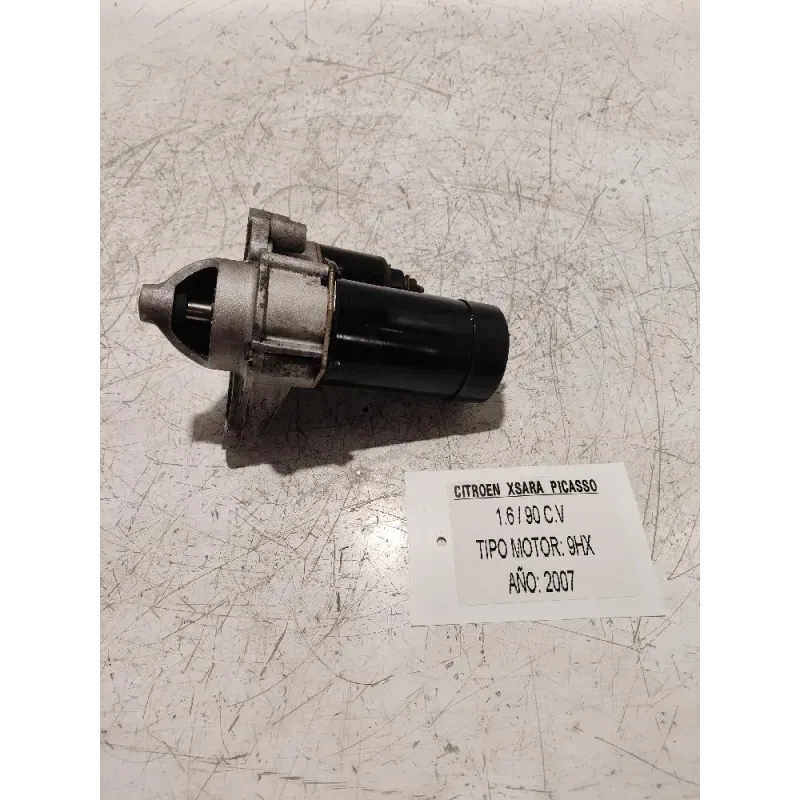 CITROEN XSARA PICASSO
1.6 / 90 C.V
TIPO MOTOR: 9HX
AÑO: 2007